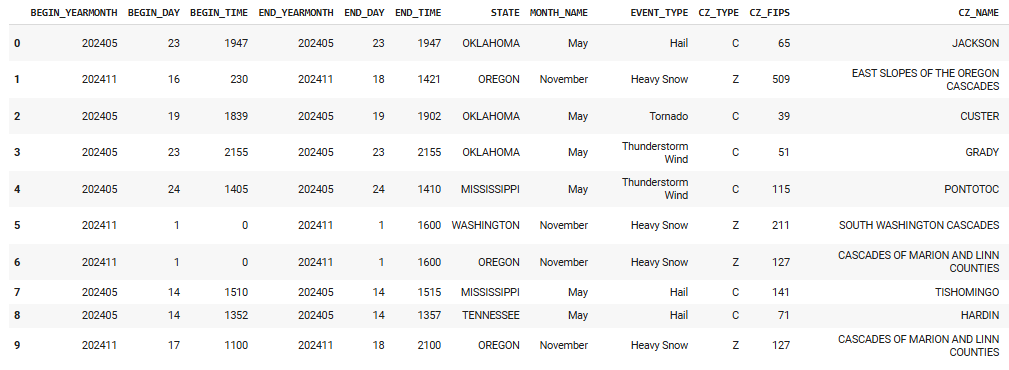 BEGIN_YEARMONTH BEGIN_DAY BEGIN_TIME END_YEARMONTH END_DAY END_TIME STATE MONTH_NAME EVENT_TYPE CZ_TYPE CZ_FIPS CZ_NAME
0 202405 23 1947 202405 23 1947 OKLAHOMA May Hail C 65 JACKSON
1 202411 16 230 202411 18 1421 OREGON November Heavy Snow Z 509 EAST SLOPES OF THE OREGON
CASCADES
2 202405 19 1839 202405 19 1902 OKLAHOMA May Tornado C 39 CUSTER
3 202405 23 2155 202405 23 2155 OKLAHOMA May Thunderstorm
Wind C 51 GRADY
4 202405 24 1405 202405 24 1410 MISSISSIPPI May Thunderstorm
Wind C 115 PONTOTOC
5 202411 1 0 202411 1 1600 WASHINGTON November Heavy Snow Z 211 SOUTH WASHINGTON CASCADES
6 202411 1 0 202411 1 1600 OREGON November Heavy Snow Z 127 CASCADES OF MARION AND LINN
COUNTIES
7 202405 14 1510 202405 14 1515 MISSISSIPPI May Hail C 141 TISHOMINGO
8 202405 14 1352 202405 14 1357 TENNESSEE May Hail C 71 HARDIN
9 202411 17 1100 202411 18 2100 OREGON November Heavy Snow Z 127 CASCADES OF MARION AND LINN
COUNTIES